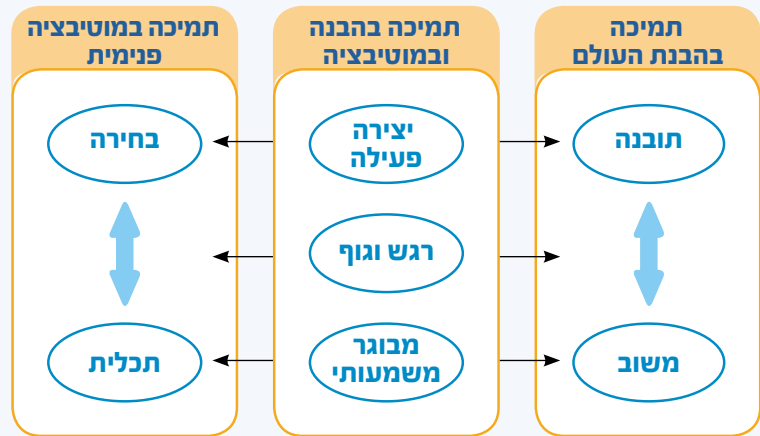 תמיכה
בהבנת העולם
תובנה
משוב
תמיכה בהבנה
ובמוטיבציה
יצירה
פעילה
רגש וגוף
מבוגר
משמעותי
תמיכה במוטיבציה
פנימית
בחירה
תכלית